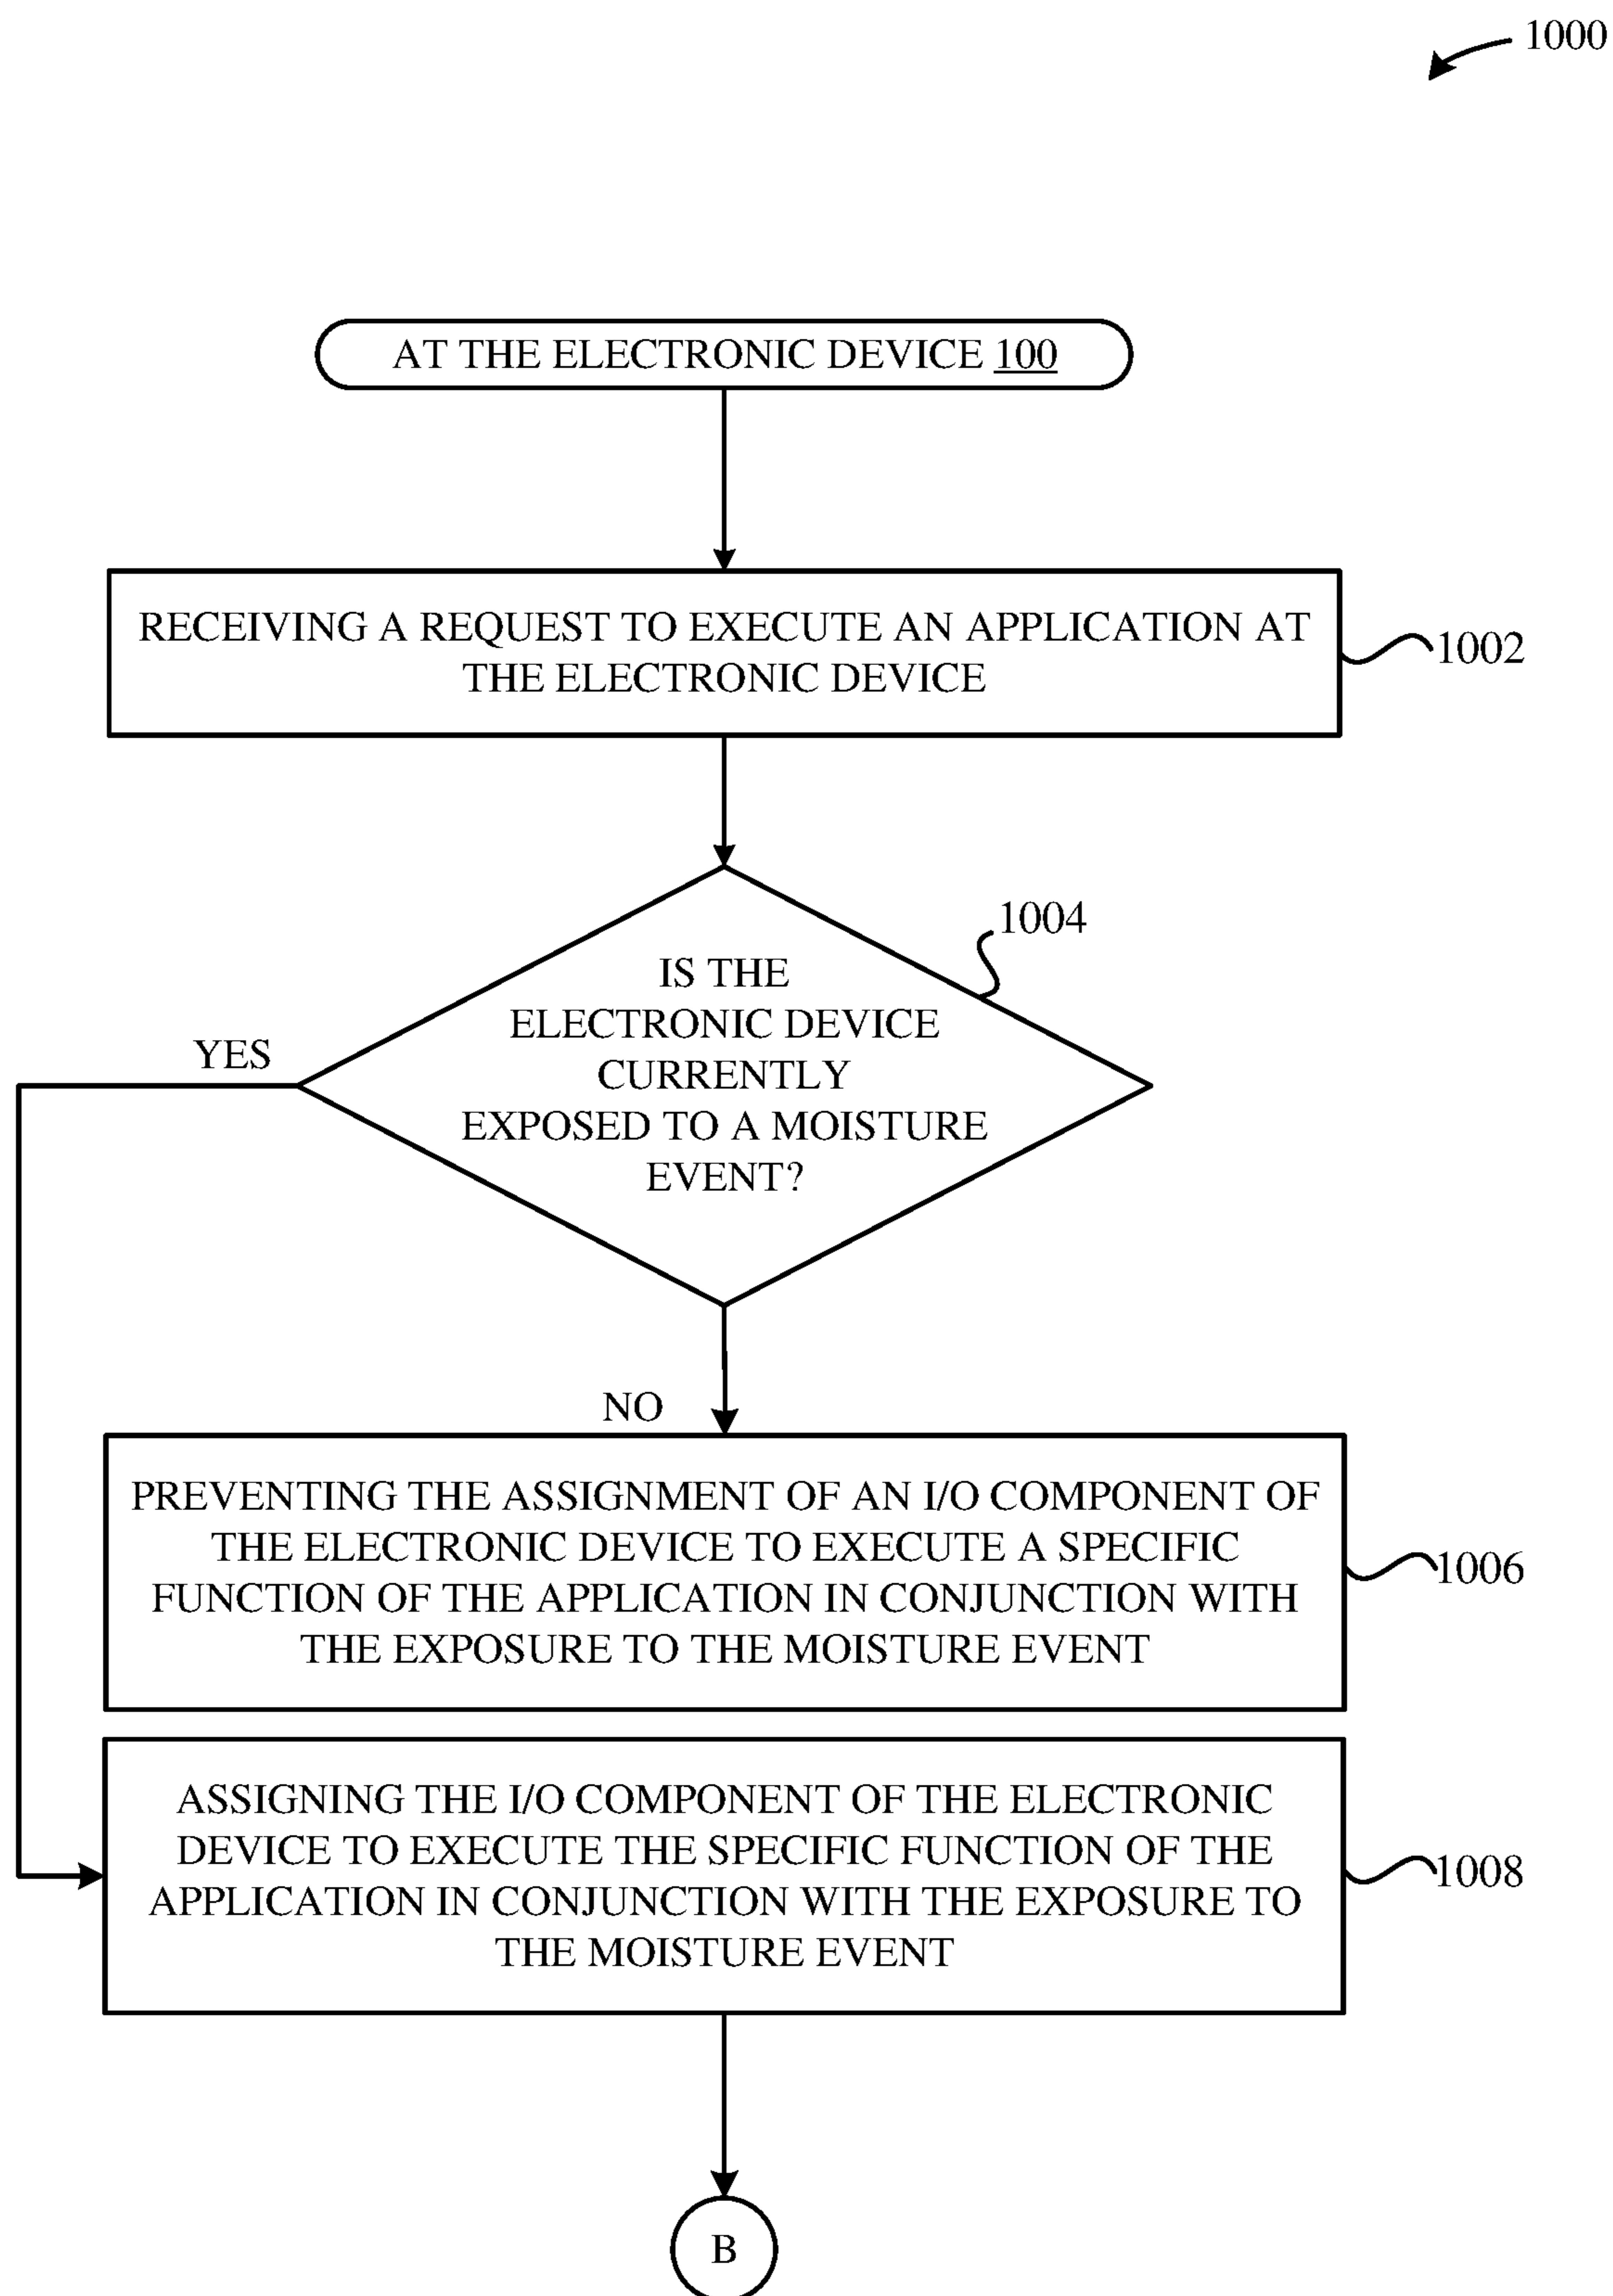 1000
AT THE ELECTRONIC DEVICE 100
RECEIVING A REQUEST TO EXECUTE AN APPLICATION AT
THE ELECTRONIC DEVICE
1002
1004
IS THE
ELECTRONIC DEVICE
CURRENTLY
EXPOSED TO A MOISTURE
EVENT?
YES
NO
PREVENTING THE ASSIGNMENT OF AN I/O COMPONENT OF
THE ELECTRONIC DEVICE TO EXECUTE A SPECIFIC
FUNCTION OF THE APPLICATION IN CONJUNCTION WITH
THE EXPOSURE TO THE MOISTURE EVENT
1006
ASSIGNING THE I/O COMPONENT OF THE ELECTRONIC
DEVICE TO EXECUTE THE SPECIFIC FUNCTION OF THE
APPLICATION IN CONJUNCTION WITH THE EXPOSURE TO
THE MOISTURE EVENT
1008
B